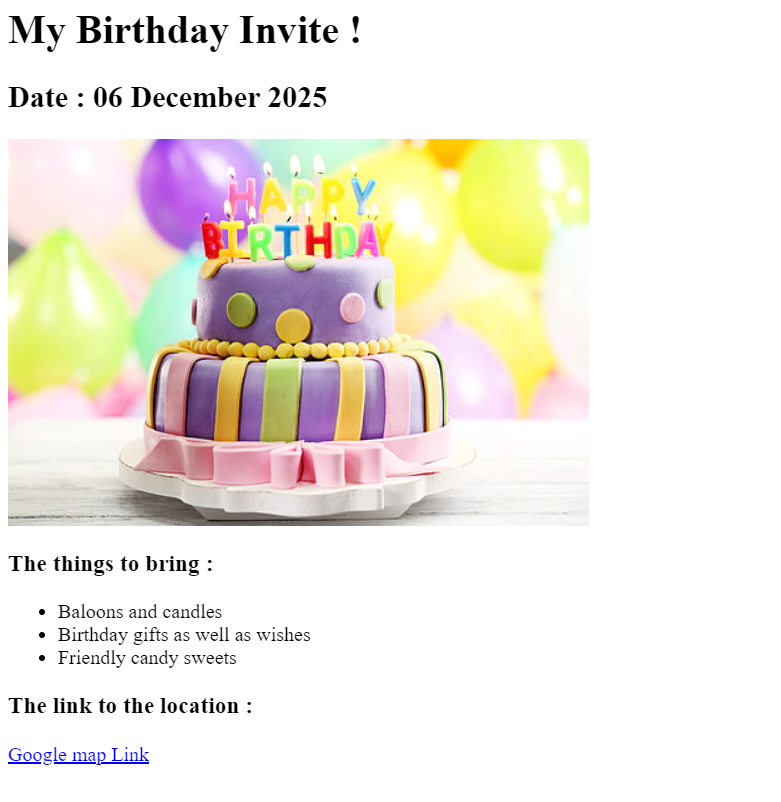 My Birthday Invite !
Date : 06 December 2025
HAPPY
BIRTHDAY
The things to bring :
Baloons and candles
Birthday gifts as well as wishes
Friendly candy sweets
The link to the location :
Google map Link